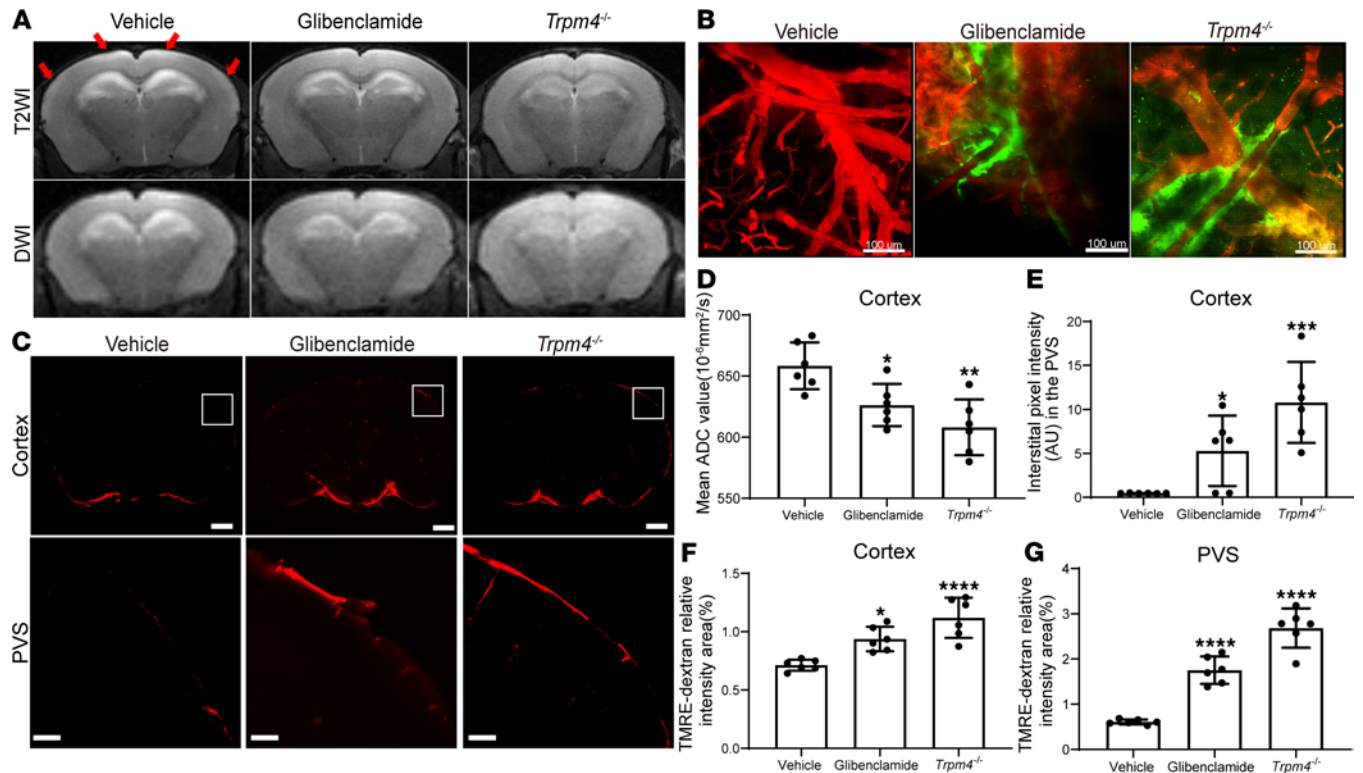 A
Vehicle
Glibenclamide
Trpm4-/-
T2WI
DWI
B
Vehicle
Glibenclamide
Trpm4-/-
100 um
100 um
100 um
C
Vehicle
Glibenclamide
Trpm4-/-
Cortex
PVS
D
Cortex
Mean ADC value(10⁻⁶mm²/s)
700
650
600
550
*
**
Vehicle
Glibenclamide
Trpm4-/-
E
Cortex
Interstital pixel intensity
(AU) in the PVS
20
15
10
5
0
*
***
Vehicle
Glibenclamide
Trpm4-/-
F
Cortex
TMRE-dextran relative
intensity area(%)
1.5
1.0
0.5
0.0
*
****
Vehicle
Glibenclamide
Trpm4-/-
G
PVS
TMRE-dextran relative
intensity area(%)
4
3
2
1
0
****
****
Vehicle
Glibenclamide
Trpm4-/-